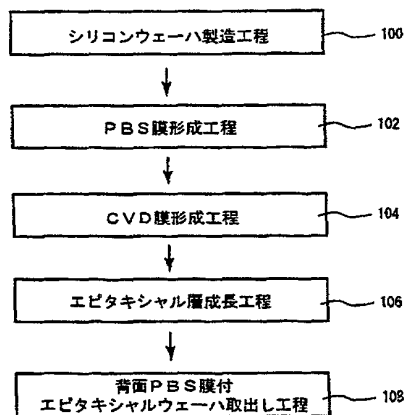 シリコンウェーハ製造工程
100
PBS膜形成工程
102
CVD膜形成工程
104
エピタキシャル層成長工程
106
背面PBS膜付
エピタキシャルウェーハ取出し工程
108